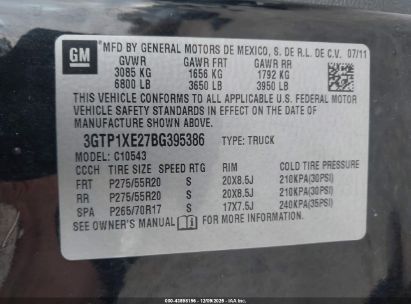 GM MFD BY GENERAL MOTORS DE MEXICO, S. DE R.L. DE C.V. 07/11
GVWR GAWR FRT GAWR RR
3085 KG 1656 KG 1792 KG
6800 LB 3650 LB 3950 LB
THIS VEHICLE CONFORMS TO ALL APPLICABLE U.S. FEDERAL MOTOR
VEHICLE SAFETY STANDARDS IN EFFECT ON THE DATE OF
MANUFACTURE SHOWN ABOVE.
3GTP1XE27BG395386 TYPE: TRUCK
C10543
CCCH TIRE SIZE SPEED RTG RIM COLD TIRE PRESSURE
FRT P275/55R20 S 20X8.5J 210KPA(30PSI)
RR P275/55R20 S 20X8.5J 210KPA(30PSI)
SPA P265/70R17 S 17X7.5J 240KPA(35PSI)
SEE OWNER'S MANUAL FOR MORE INFORMATION.